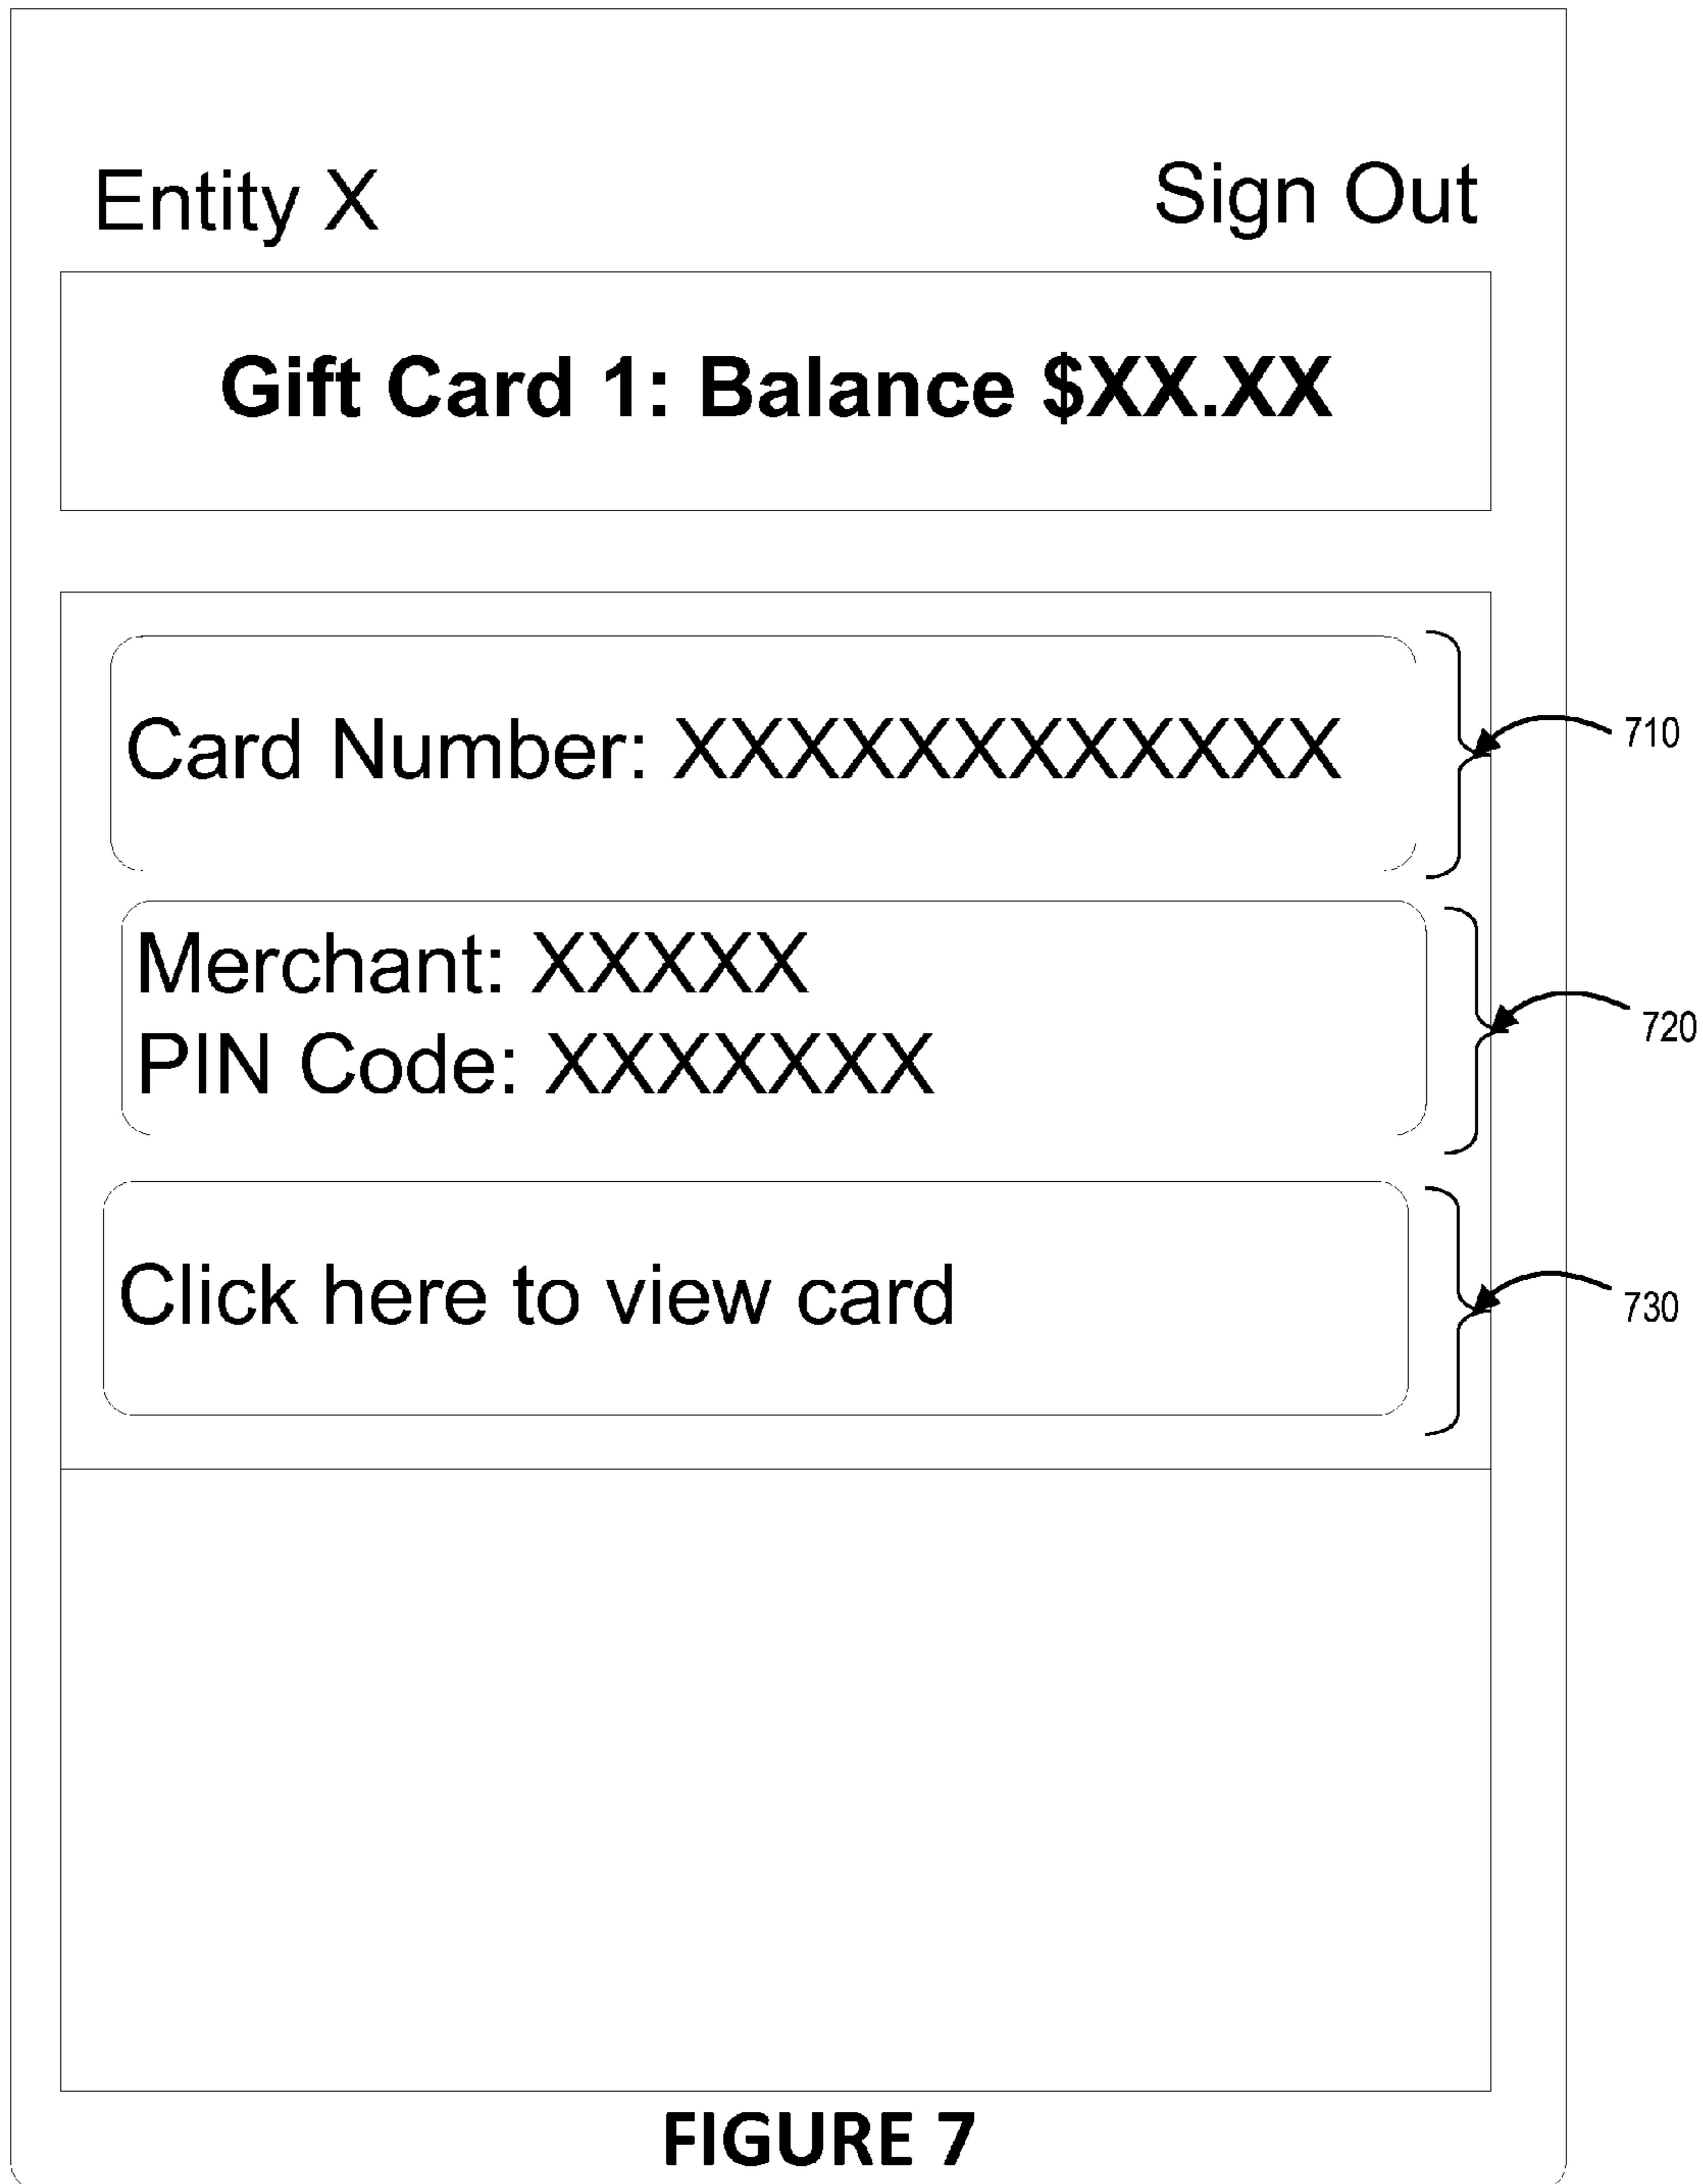 Entity X
Sign Out
Gift Card 1: Balance $XX.XX
Card Number: XXXXXXXXXXXX
710
Merchant: XXXXX
PIN Code: XXXXXXX
720
Click here to view card
730
FIGURE 7